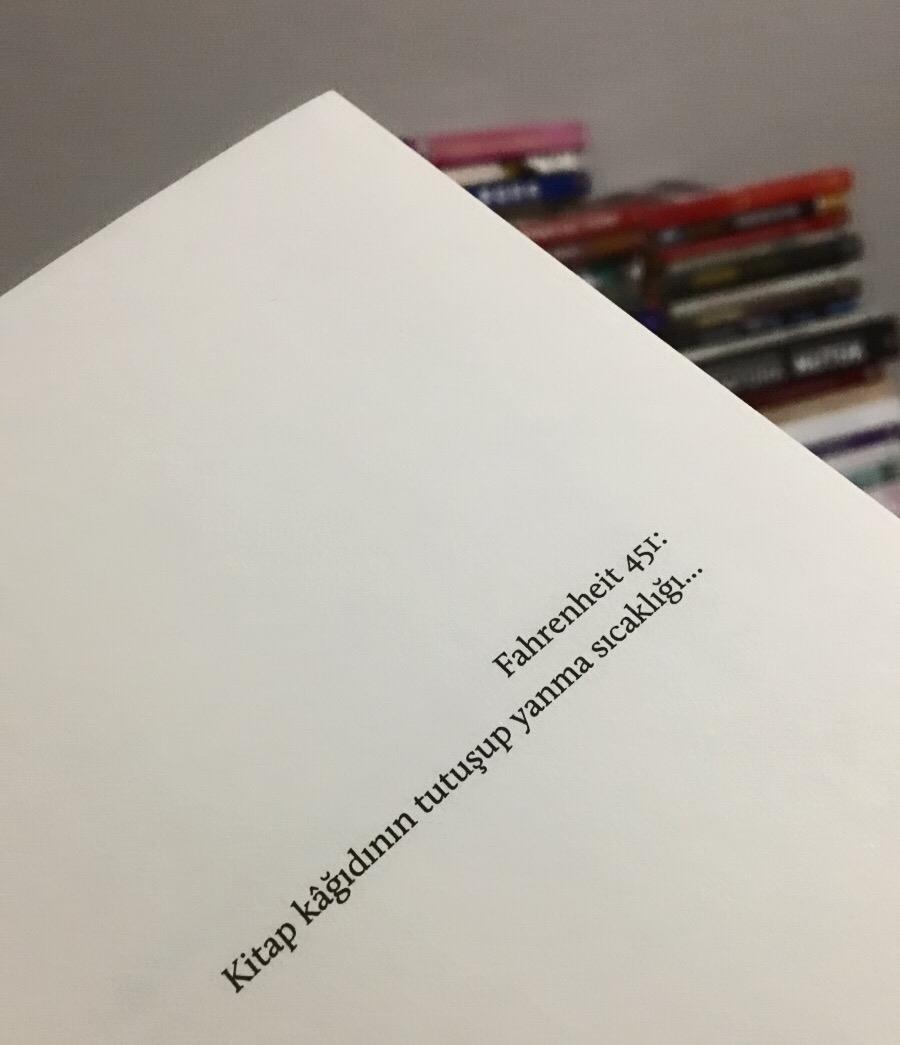 Fahrenheit 451:
Kitap kâğıdının tutuşup yanma sıcaklığı...